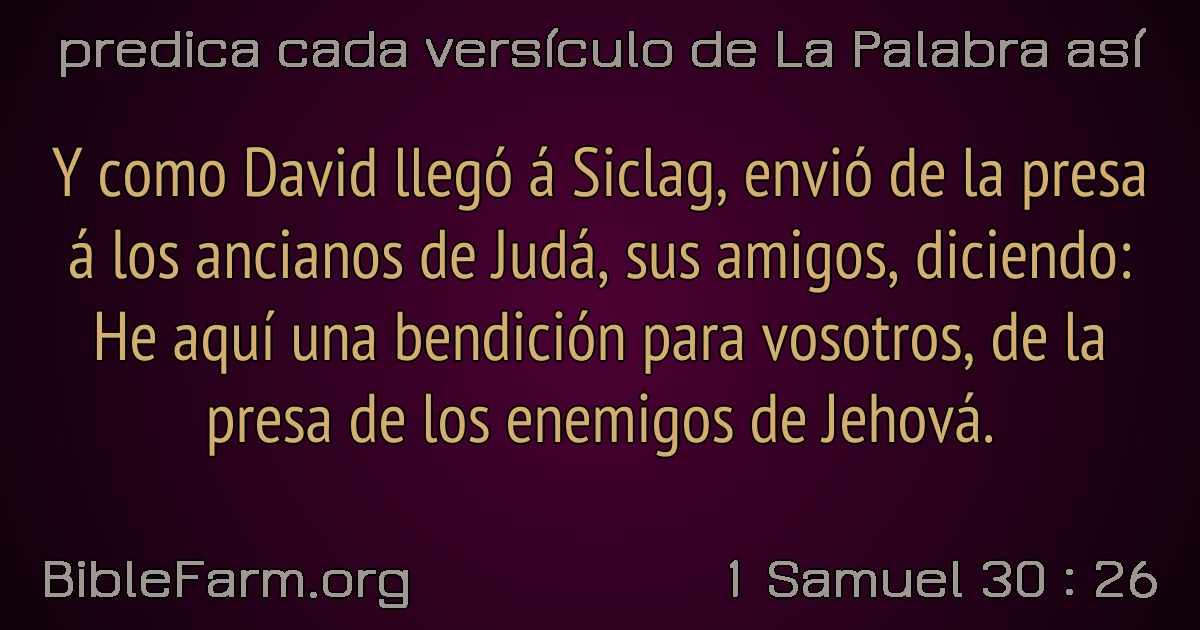 predica cada versículo de La Palabra así
Y como David llegó á Siclag, envió de la presa
á los ancianos de Judá, sus amigos, diciendo:
He aquí una bendición para vosotros, de la
presa de los enemigos de Jehová.
BibleFarm.org
1 Samuel 30 : 26